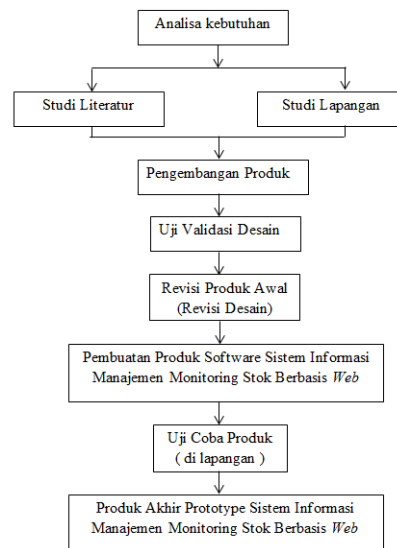 Analisa kebutuhan
Studi Literatur
Studi Lapangan
Pengembangan Produk
Uji Validasi Desain
Revisi Produk Awal
(Revisi Desain)
Pembuatan Produk Software Sistem Informasi
Manajemen Monitoring Stok Berbasis Web
Uji Coba Produk
( di lapangan )
Produk Akhir Prototype Sistem Informasi
Manajemen Monitoring Stok Berbasis Web